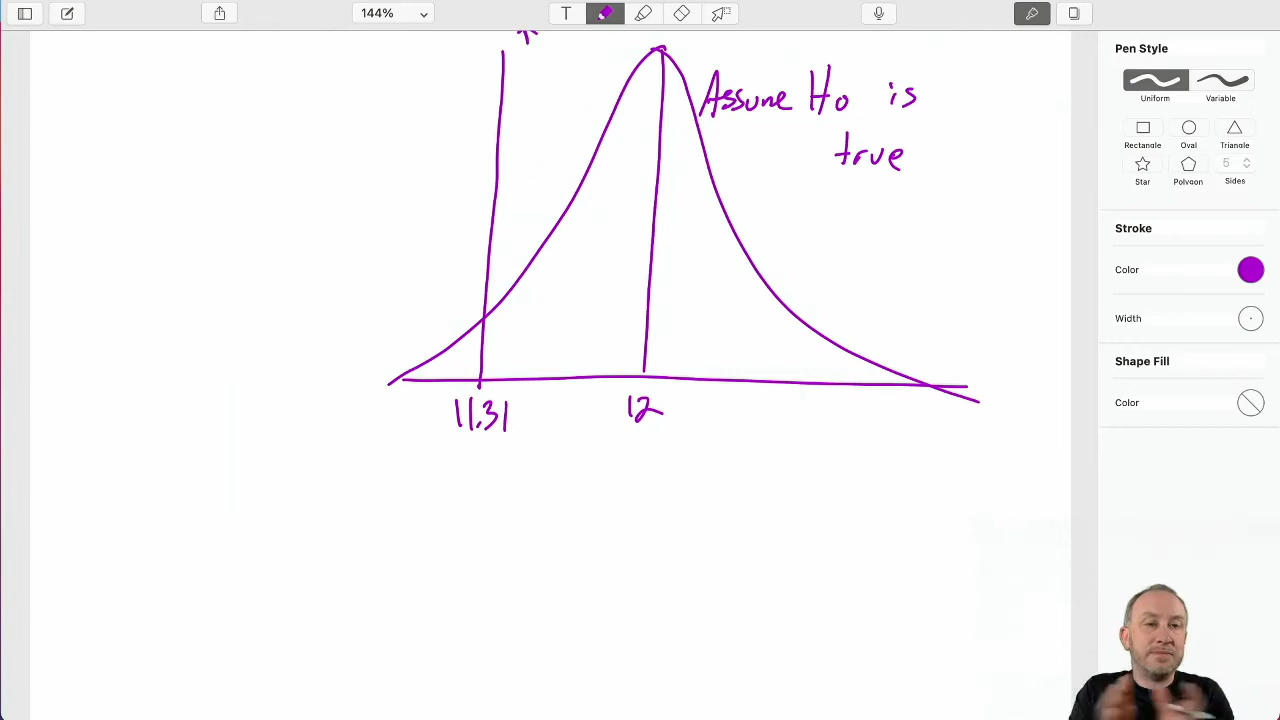 144%
T
Assume Ho is
true
11.31
12
Pen Style
Uniform
Variable
Rectangle
Oval
Triangle
Star
Polygon
5
Sides
Stroke
Color
Width
Shape Fill
Color